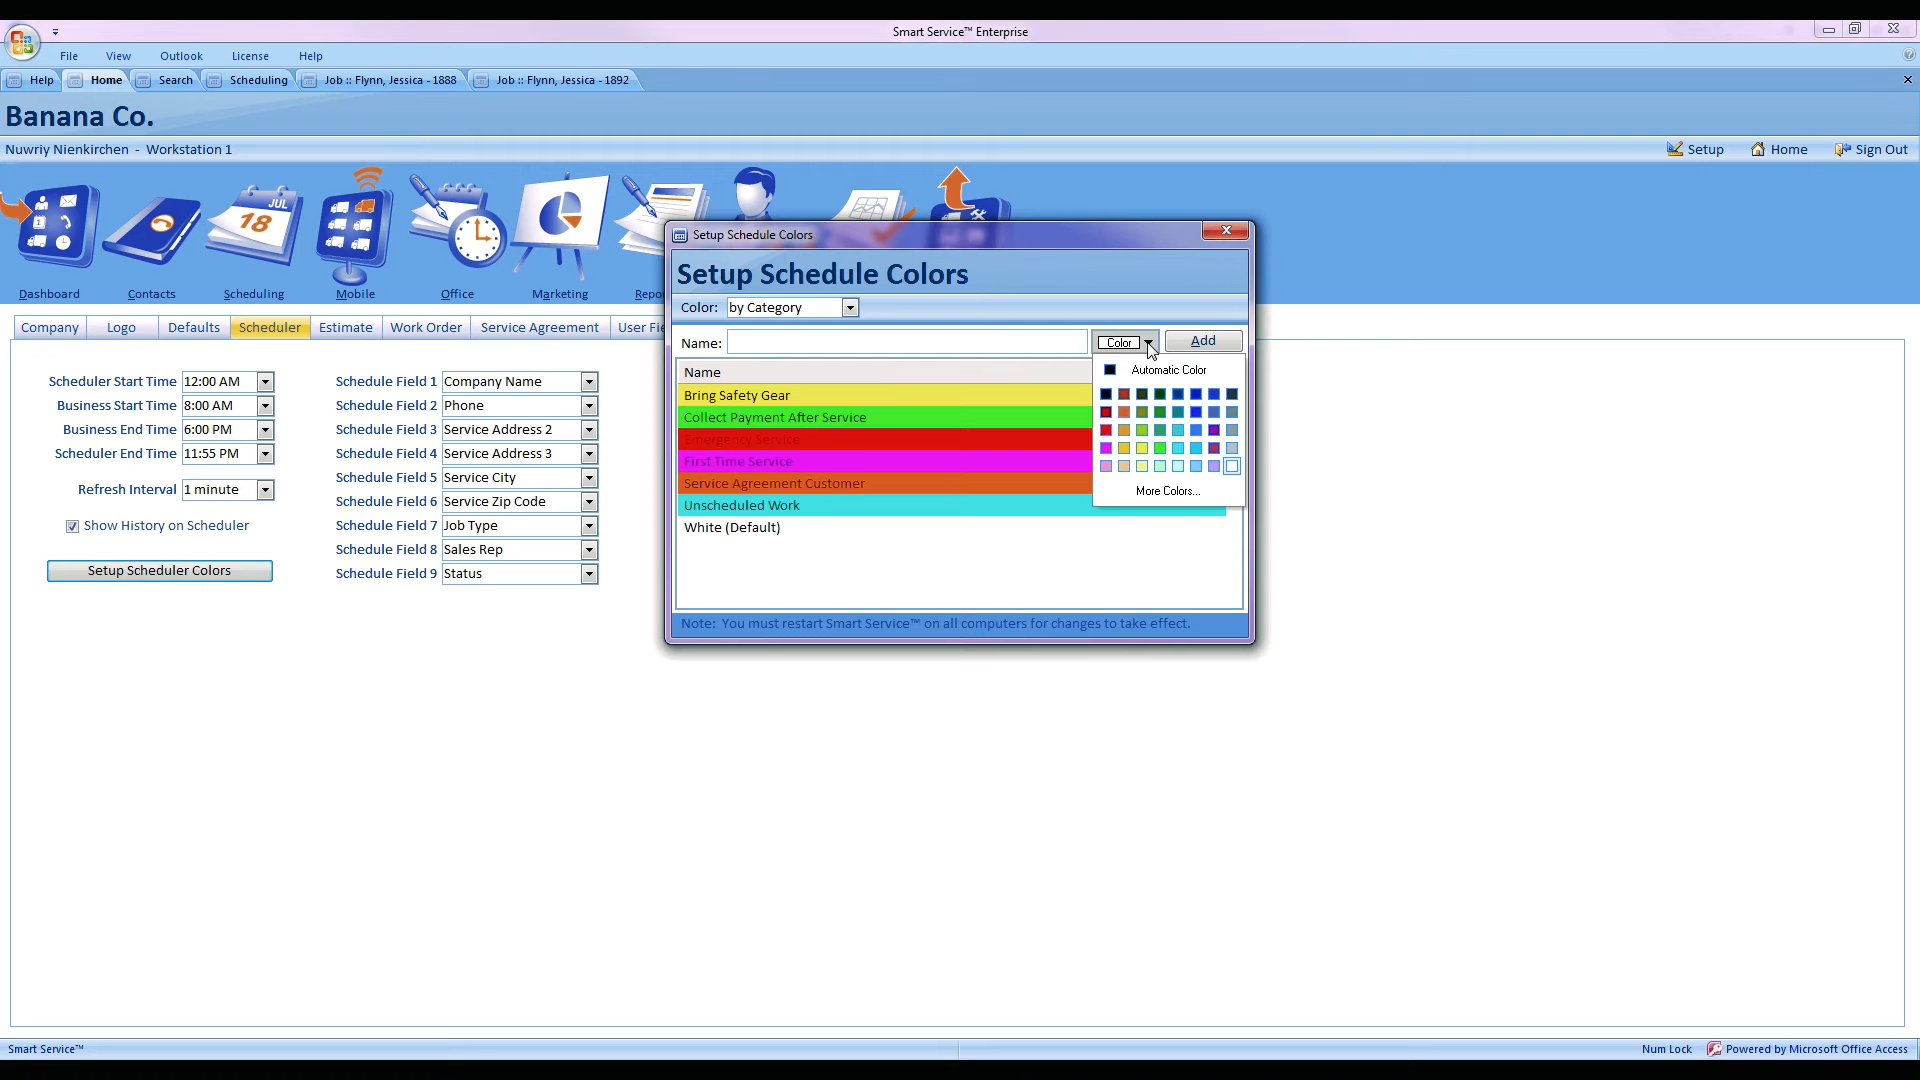 Smart Service™ Enterprise
File View Outlook License Help
Help Home Search Scheduling Job :: Flynn, Jessica - 1888 Job :: Flynn, Jessica - 1892
Banana Co.
Nuwriy Nienkirchen - Workstation 1 Setup Home Sign Out
JUL
18
Dashboard Contacts Scheduling Mobile Office Marketing Repo
Company Logo Defaults Scheduler Estimate Work Order Service Agreement User Fie
Scheduler Start Time 12:00 AM
Business Start Time 8:00 AM
Business End Time 6:00 PM
Scheduler End Time 11:55 PM
Refresh Interval 1 minute
Show History on Scheduler
Setup Scheduler Colors
Schedule Field 1 Company Name
Schedule Field 2 Phone
Schedule Field 3 Service Address 2
Schedule Field 4 Service Address 3
Schedule Field 5 Service City
Schedule Field 6 Service Zip Code
Schedule Field 7 Job Type
Schedule Field 8 Sales Rep
Schedule Field 9 Status
Setup Schedule Colors
Setup Schedule Colors
Color: by Category
Name: Color Add
Name
Bring Safety Gear
Collect Payment After Service
Emergency Service
First Time Service
Service Agreement Customer
Unscheduled Work
White (Default)
Automatic Color
More Colors...
Note: You must restart Smart Service™ on all computers for changes to take effect.
Smart Service™ Num Lock Powered by Microsoft Office Access